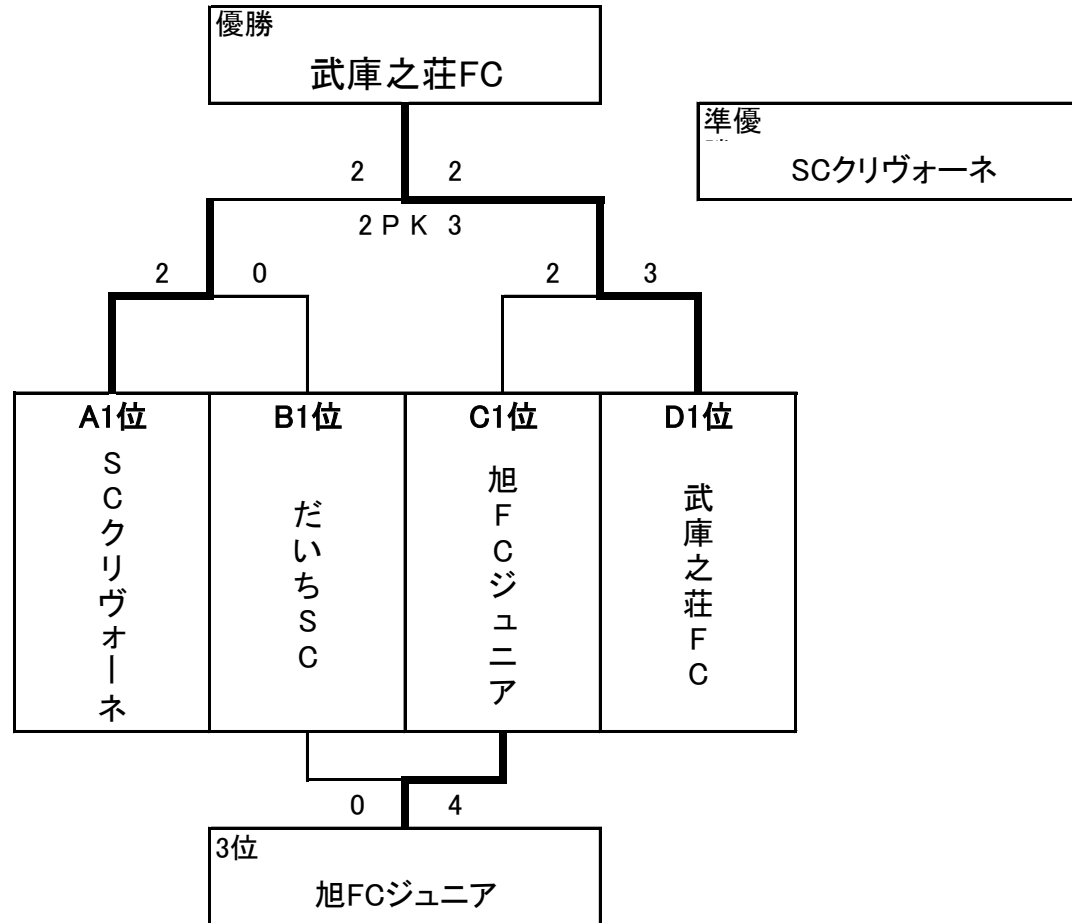 優勝
武庫之荘FC
準優
SCクリヴォーネ
2 2
2 P K 3
2 0 2 3
A1位 B1位 C1位 D1位
SCクリヴォーネ
だいちSC
旭FCジュニア
武庫之荘FC
0 4
3位
旭FCジュニア